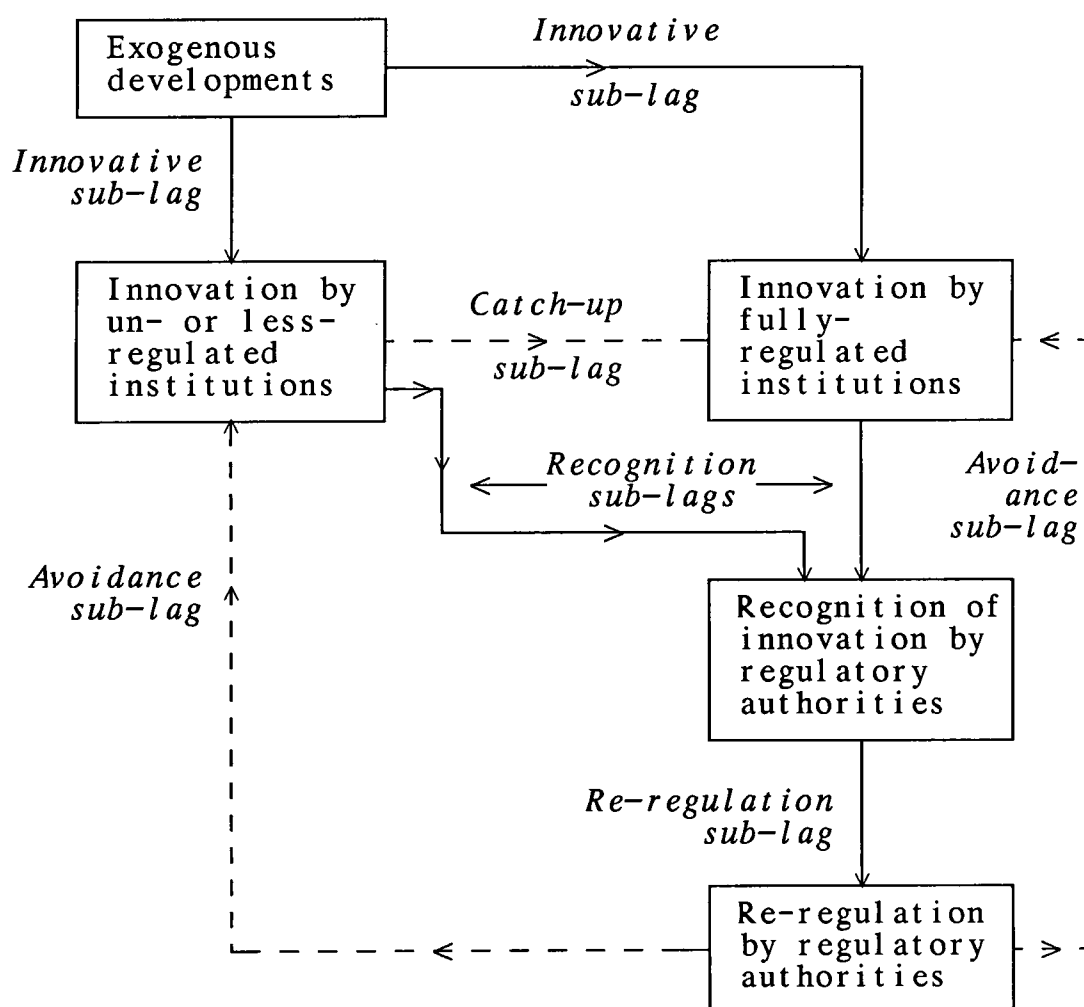 Exogenous
developments
Innovative
sub-lag
Innovative
sub-lag
Innovation by
un- or less-
regulated
institutions
Catch-up
sub-lag
Innovation by
fully-
regulated
institutions
Recognition
sub-lags
Avoid-
ance
sub-lag
Avoidance
sub-lag
Recognition of
innovation by
regulatory
authorities
Re-regulation
sub-lag
Re-regulation
by regulatory
authorities